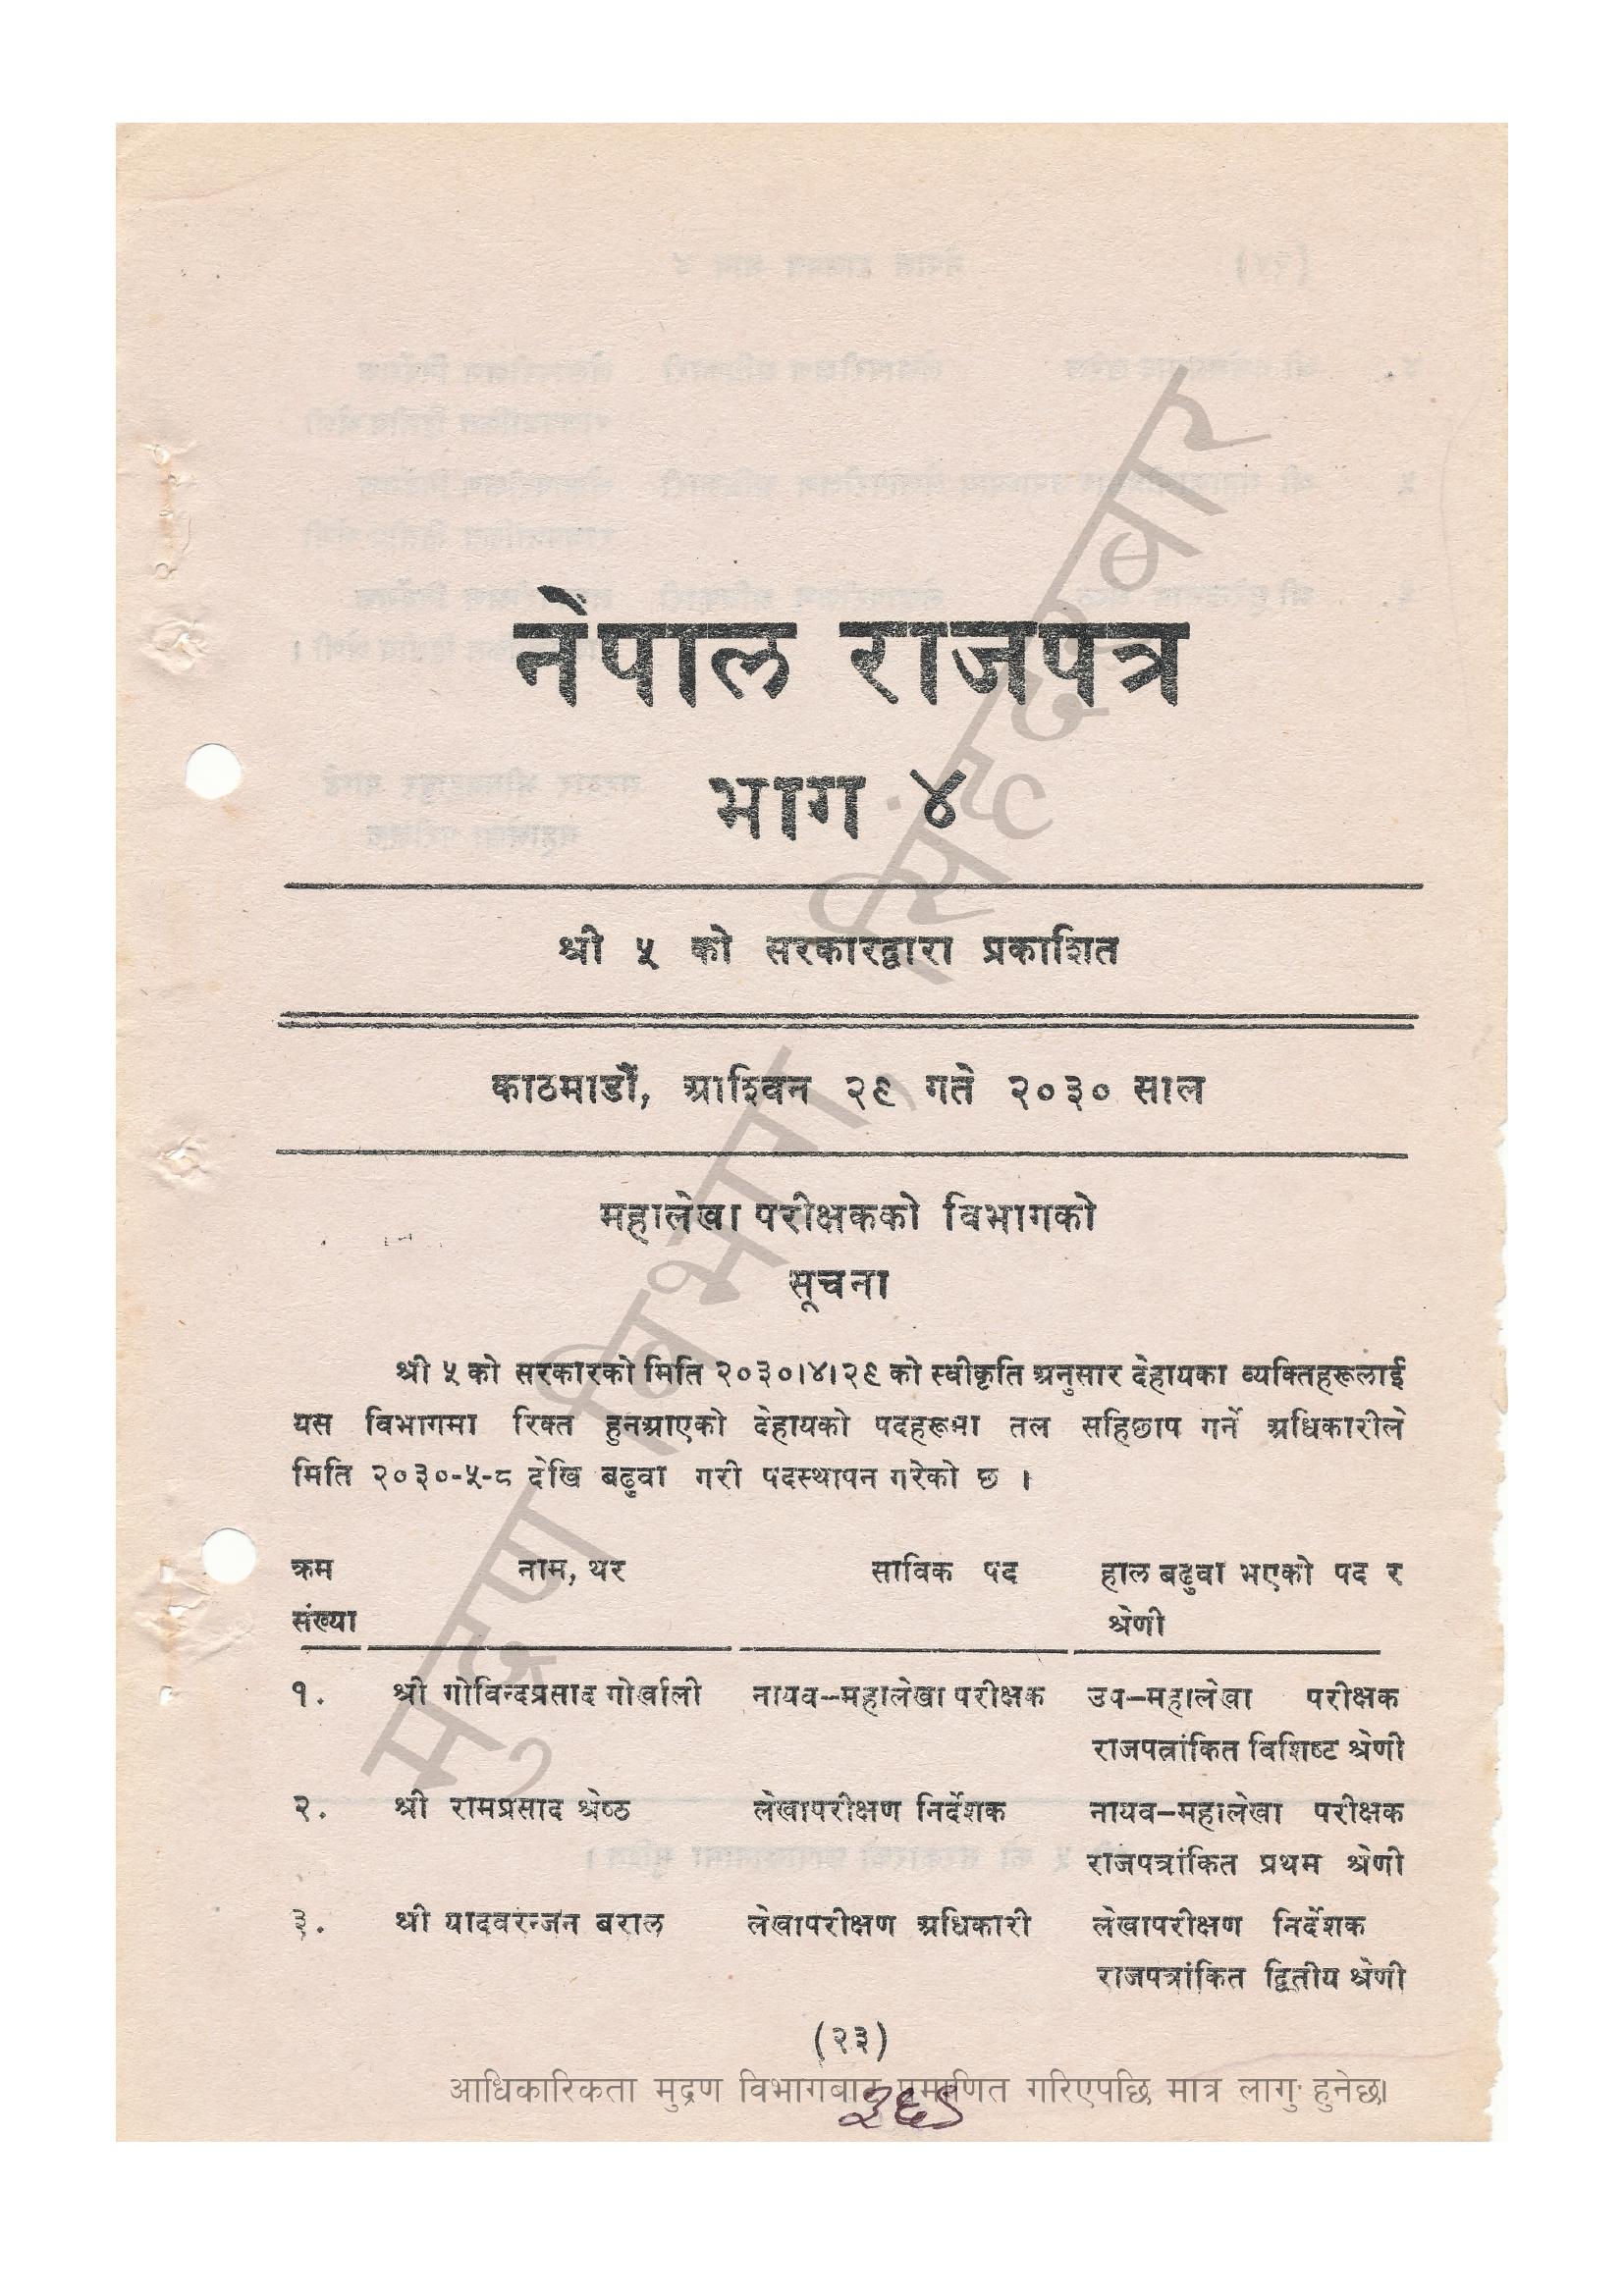 नेपाल राजपत्र
भाग ४
श्री ५ को सरकारद्वारा प्रकाशित
काठमाडौं, आश्विन २९ गते २०३० साल
महालेखा परीक्षकको विभागको
सूचना
श्री ५ को सरकारको मिति २०३०।४।२९ को स्वीकृति अनुसार देहायका व्यक्तिहरूलाई
यस विभागमा रिक्त हुनआएको देहायको पदहरूमा तल सहिछाप गर्ने अधिकारीले
मिति २०३०-५-८ देखि बढुवा गरी पदस्थापन गरेको छ ।
क्रम नाम, थर साविक पद हाल बढुवा भएको पद र
संख्या श्रेणी
१. श्री गोविन्दप्रसाद गोर्खाली नायव-महालेखा परीक्षक उप-महालेखा परीक्षक
राजपत्रांकित विशिष्ट श्रेणी
२. श्री रामप्रसाद श्रेष्ठ लेखापरीक्षण निर्देशक नायव-महालेखा परीक्षक
राजपत्रांकित प्रथम श्रेणी
३. श्री यादवरन्जन बराल लेखापरीक्षण अधिकारी लेखापरीक्षण निर्देशक
राजपत्रांकित द्वितीय श्रेणी
(२३)
आधिकारिकता मुद्रण विभागबाट प्रमाणित गरिएपछि मात्र लागु हुनेछ।
मुद्रण विभाग, सिंहदरवार